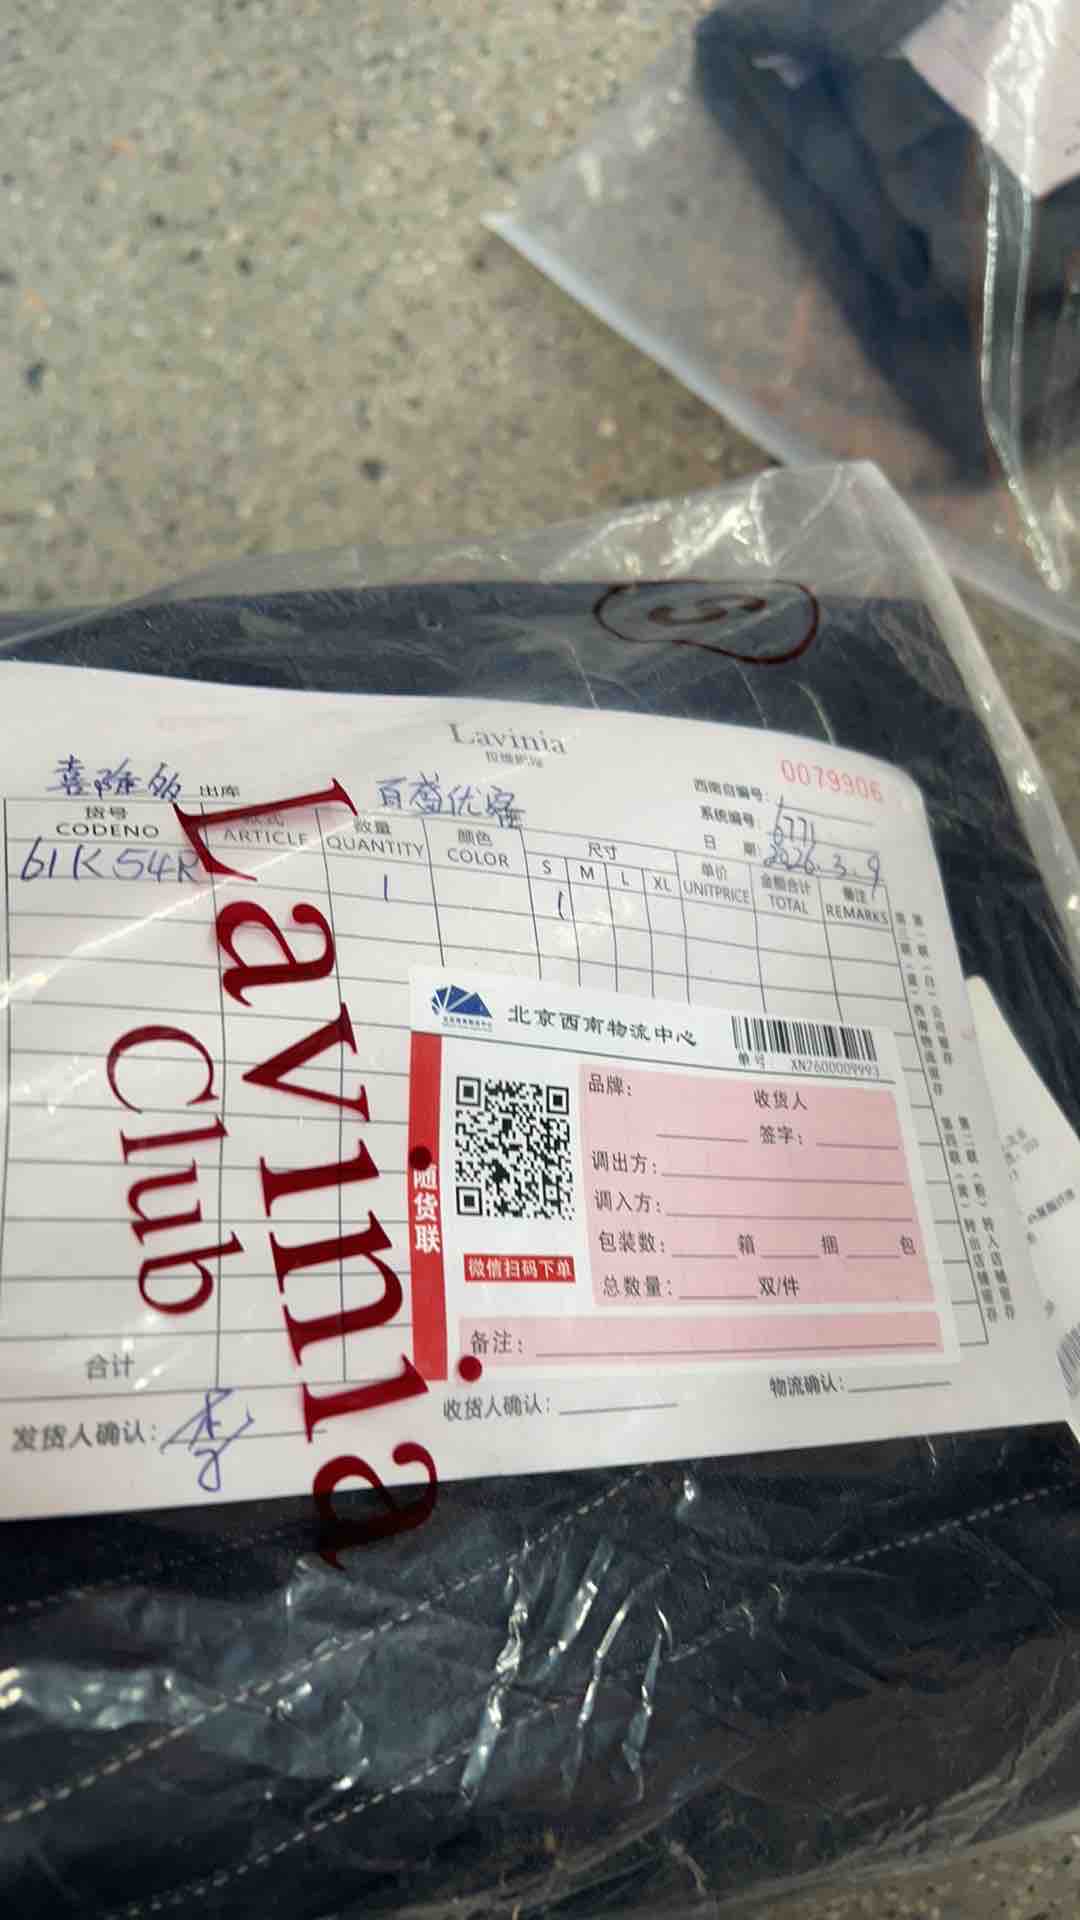 S
Lavinia
0079906
西南自编号:
喜隆多 出库 百荣优客
系统编号: 6771
日 期: 2026.3.9
货号 款式 数量 颜色 尺寸 单价 金额合计 备注
CODENO ARTICLE QUANTITY COLOR S M L XL UNITPRICE TOTAL REMARKS
61K54R 1 1
Lavinia
Club
北京西南物流中心
单号: XN2600009993
随货联
微信扫码下单
品牌: 收货人
签字:
调出方:
调入方:
包装数: 箱 捆 包
总数量: 双/件
备注:
合计
发货人确认: 李
收货人确认:
物流确认: